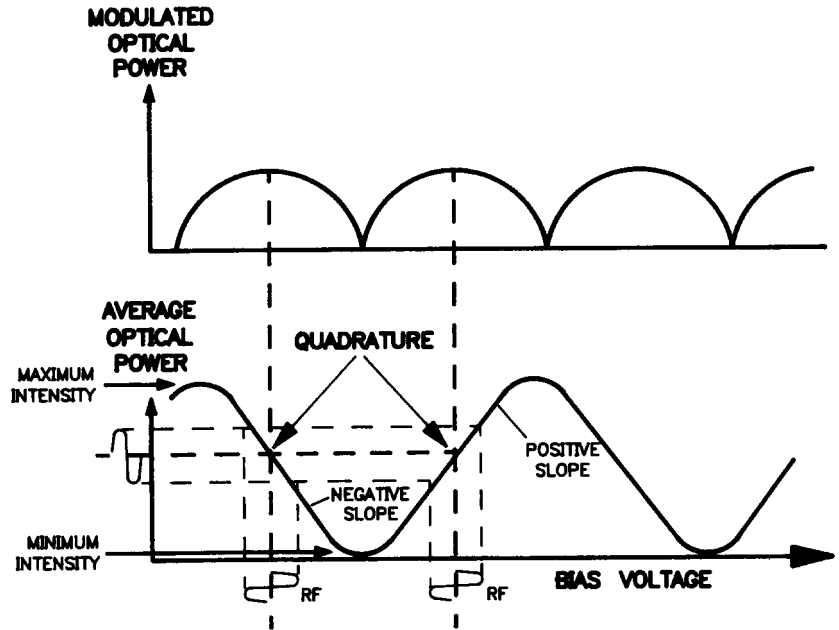 MODULATED
OPTICAL
POWER
AVERAGE
OPTICAL
POWER
QUADRATURE
MAXIMUM
INTENSITY
POSITIVE
SLOPE
NEGATIVE
SLOPE
MINIMUM
INTENSITY
RF
RF
BIAS VOLTAGE